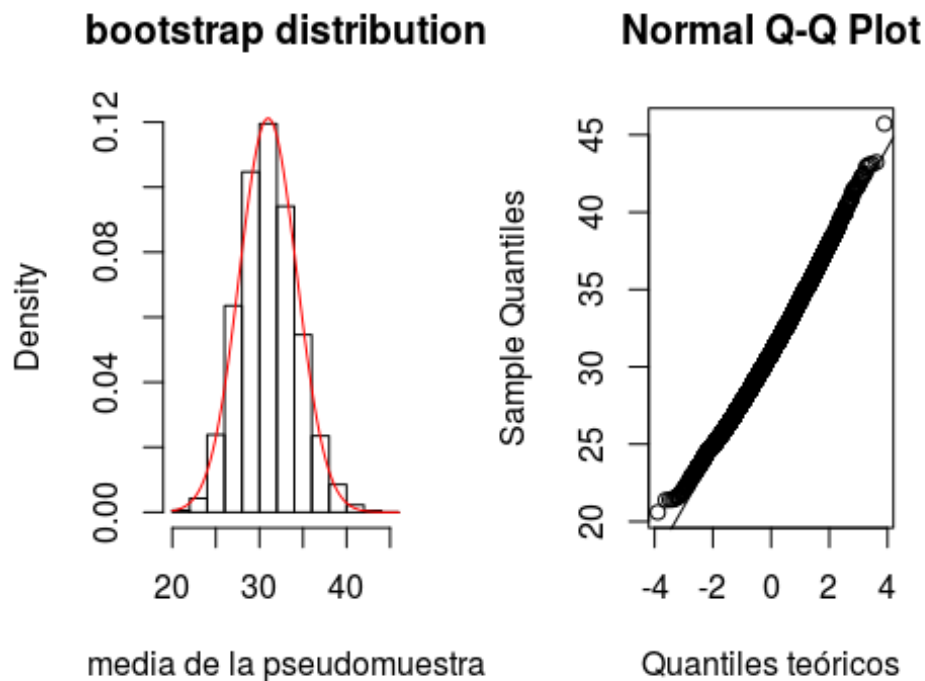 bootstrap distribution
Density
0.00 0.04 0.08 0.12
20 30 40
media de la pseudomuestra
Normal Q-Q Plot
Sample Quantiles
20 25 30 35 40 45
-4 -2 0 2 4
Quantiles teóricos